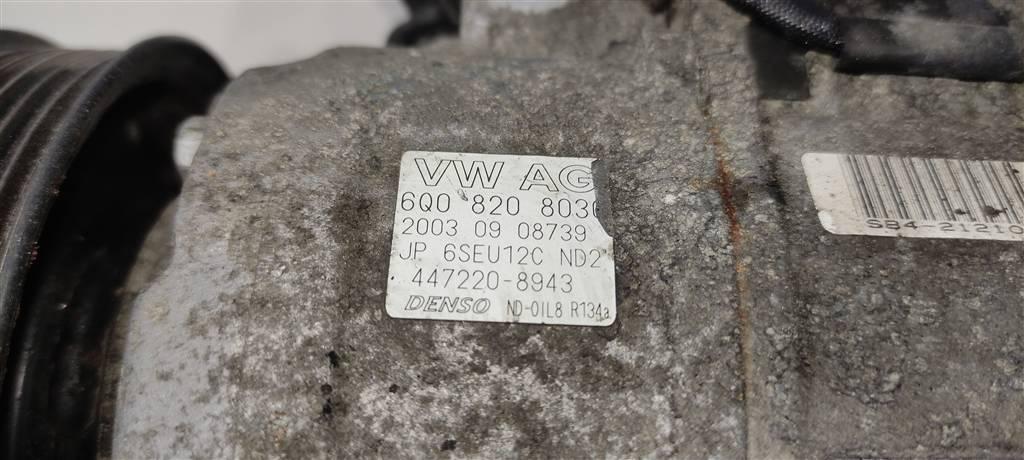 VW AG
6Q0 820 803
2003 09 08739
JP 6SEU12C ND2
447220-8943
DENSO ND-OIL8 R134a
SB4 21210